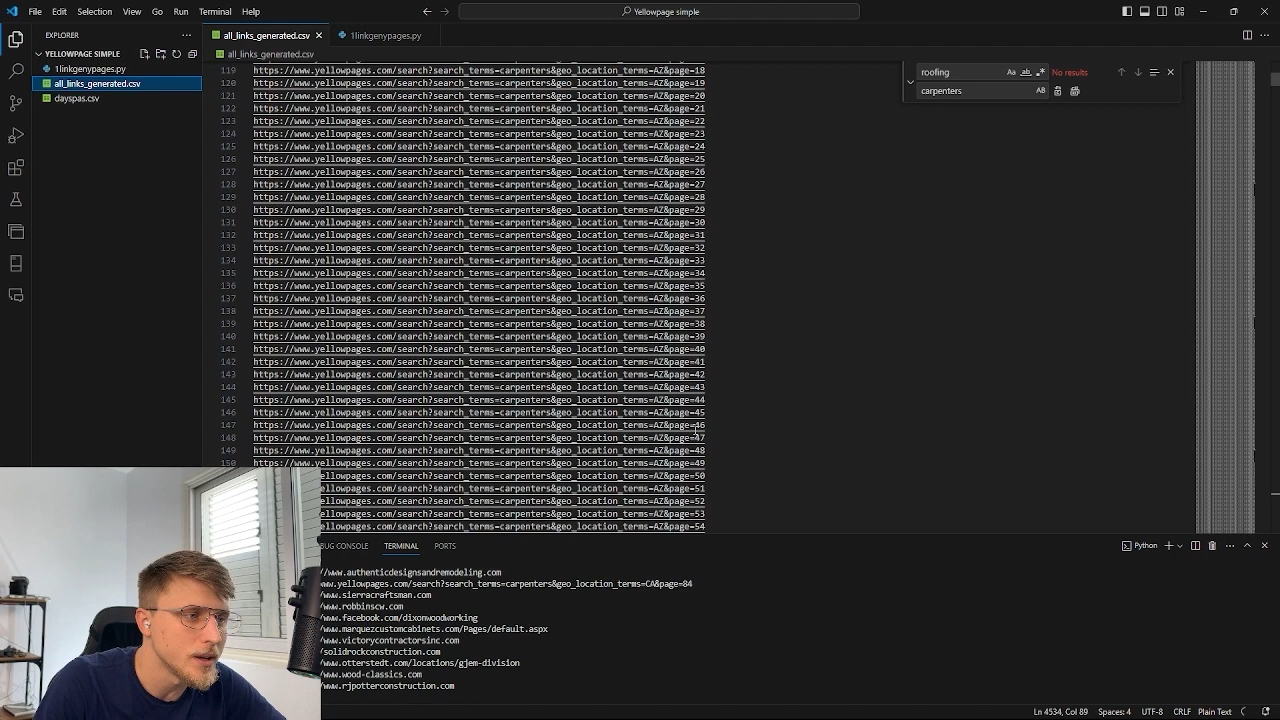 File Edit Selection View Go Run Terminal Help
Yellowpage simple
EXPLORER
all_links_generated.csv
1linkgenypages.py
YELLOWPAGE SIMPLE
all_links_generated.csv
1linkgenypages.py
all_links_generated.csv
dayspas.csv
roofing
Aa
ab
No results
carpenters
AB
119 https://www.yellowpages.com/search?search_terms=carpenters&geo_location_terms=AZ&page=18
120 https://www.yellowpages.com/search?search_terms=carpenters&geo_location_terms=AZ&page=19
121 https://www.yellowpages.com/search?search_terms=carpenters&geo_location_terms=AZ&page=20
122 https://www.yellowpages.com/search?search_terms=carpenters&geo_location_terms=AZ&page=21
123 https://www.yellowpages.com/search?search_terms=carpenters&geo_location_terms=AZ&page=22
124 https://www.yellowpages.com/search?search_terms=carpenters&geo_location_terms=AZ&page=23
125 https://www.yellowpages.com/search?search_terms=carpenters&geo_location_terms=AZ&page=24
126 https://www.yellowpages.com/search?search_terms=carpenters&geo_location_terms=AZ&page=25
127 https://www.yellowpages.com/search?search_terms=carpenters&geo_location_terms=AZ&page=26
128 https://www.yellowpages.com/search?search_terms=carpenters&geo_location_terms=AZ&page=27
129 https://www.yellowpages.com/search?search_terms=carpenters&geo_location_terms=AZ&page=28
130 https://www.yellowpages.com/search?search_terms=carpenters&geo_location_terms=AZ&page=29
131 https://www.yellowpages.com/search?search_terms=carpenters&geo_location_terms=AZ&page=30
132 https://www.yellowpages.com/search?search_terms=carpenters&geo_location_terms=AZ&page=31
133 https://www.yellowpages.com/search?search_terms=carpenters&geo_location_terms=AZ&page=32
134 https://www.yellowpages.com/search?search_terms=carpenters&geo_location_terms=AZ&page=33
135 https://www.yellowpages.com/search?search_terms=carpenters&geo_location_terms=AZ&page=34
136 https://www.yellowpages.com/search?search_terms=carpenters&geo_location_terms=AZ&page=35
137 https://www.yellowpages.com/search?search_terms=carpenters&geo_location_terms=AZ&page=36
138 https://www.yellowpages.com/search?search_terms=carpenters&geo_location_terms=AZ&page=37
139 https://www.yellowpages.com/search?search_terms=carpenters&geo_location_terms=AZ&page=38
140 https://www.yellowpages.com/search?search_terms=carpenters&geo_location_terms=AZ&page=39
141 https://www.yellowpages.com/search?search_terms=carpenters&geo_location_terms=AZ&page=40
142 https://www.yellowpages.com/search?search_terms=carpenters&geo_location_terms=AZ&page=41
143 https://www.yellowpages.com/search?search_terms=carpenters&geo_location_terms=AZ&page=42
144 https://www.yellowpages.com/search?search_terms=carpenters&geo_location_terms=AZ&page=43
145 https://www.yellowpages.com/search?search_terms=carpenters&geo_location_terms=AZ&page=44
146 https://www.yellowpages.com/search?search_terms=carpenters&geo_location_terms=AZ&page=45
147 https://www.yellowpages.com/search?search_terms=carpenters&geo_location_terms=AZ&page=46
148 https://www.yellowpages.com/search?search_terms=carpenters&geo_location_terms=AZ&page=47
149 https://www.yellowpages.com/search?search_terms=carpenters&geo_location_terms=AZ&page=48
150 https://www.yellowpages.com/search?search_terms=carpenters&geo_location_terms=AZ&page=49
yellowpages.com/search?search_terms=carpenters&geo_location_terms=AZ&page=50
yellowpages.com/search?search_terms=carpenters&geo_location_terms=AZ&page=51
yellowpages.com/search?search_terms=carpenters&geo_location_terms=AZ&page=52
yellowpages.com/search?search_terms=carpenters&geo_location_terms=AZ&page=53
yellowpages.com/search?search_terms=carpenters&geo_location_terms=AZ&page=54
BUG CONSOLE TERMINAL PORTS
Python
//www.authenticdesignsandremodeling.com
www.yellowpages.com/search?search_terms=carpenters&geo_location_terms=CA&page=84
//www.sierracraftsman.com
//www.robbinscw.com
//www.facebook.com/dixonwoodworking
//www.marquezcustomcabinets.com/Pages/default.aspx
//www.victorycontractorsinc.com
/solidrockconstruction.com
//www.otterstedt.com/locations/gjem-division
//www.wood-classics.com
//www.rjpotterconstruction.com
Ln 4534, Col 89 Spaces: 4 UTF-8 CRLF Plain Text